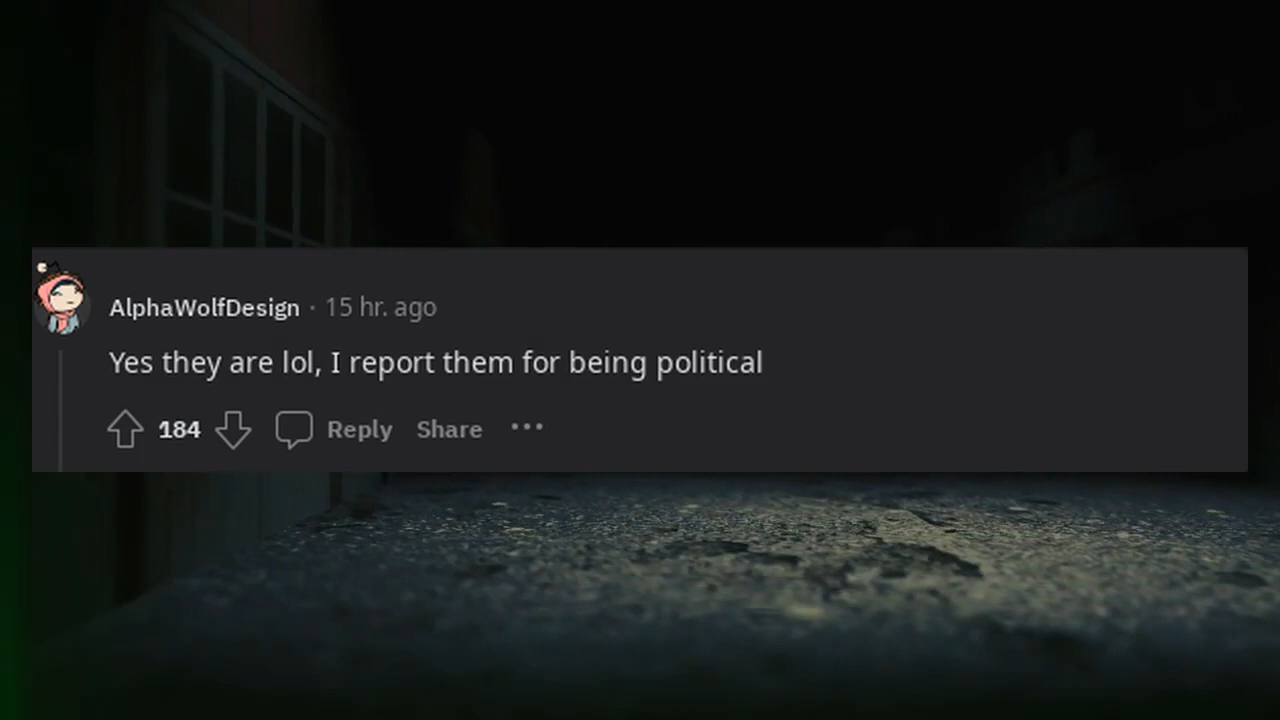 AlphaWolfDesign · 15 hr. ago
Yes they are lol, I report them for being political
184 Reply Share •••